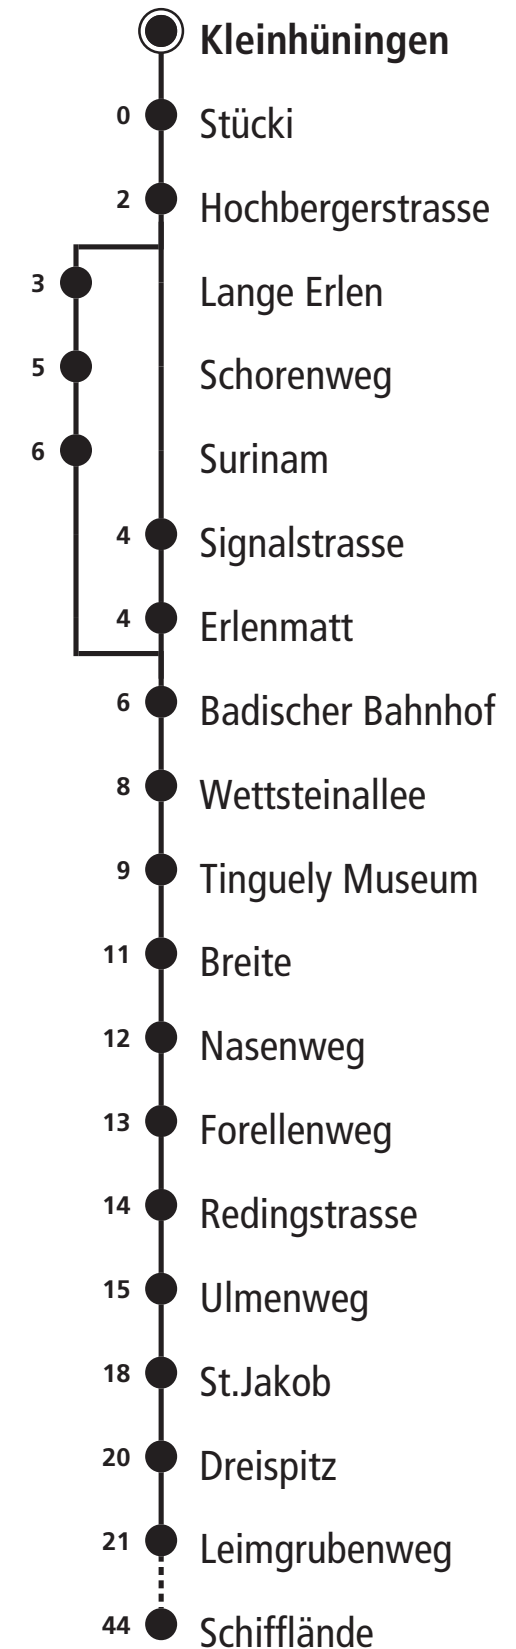 Kleinhüningen
0 Stücki
2 Hochbergerstrasse
3 Lange Erlen
5 Schorenweg
6 Surinam
4 Signalstrasse
4 Erlenmatt
6 Badischer Bahnhof
8 Wettsteinallee
9 Tinguely Museum
11 Breite
12 Nasenweg
13 Forellenweg
14 Redingstrasse
15 Ulmenweg
18 St.Jakob
20 Dreispitz
21 Leimgrubenweg
44 Schifflände